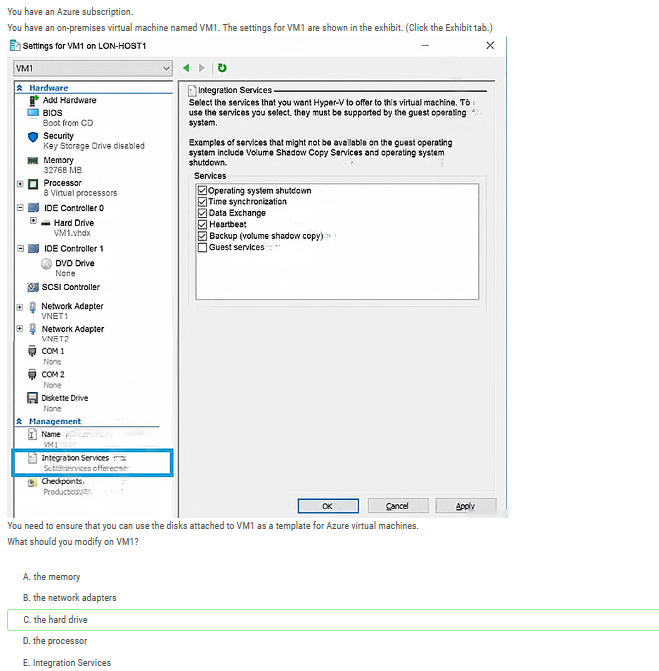 You have an Azure subscription.
You have an on-premises virtual machine named VM1. The settings for VM1 are shown in the exhibit. (Click the Exhibit tab.)
Settings for VM1 on LON-HOST1
VM1
Hardware
Add Hardware
BIOS
Boot from CD
Security
Key Storage Drive disabled
Memory
32768 MB
Processor
8 Virtual processors
IDE Controller 0
Hard Drive
VM1.vhdx
IDE Controller 1
DVD Drive
None
SCSI Controller
Network Adapter
VNET1
Network Adapter
VNET2
COM 1
None
COM 2
None
Diskette Drive
None
Management
Name
VM1
Integration Services
Checkpoints
Integration Services
Select the services that you want Hyper-V to offer to this virtual machine. To
use the services you select, they must be supported by the guest operating
system.
Examples of services that might not be available on the guest operating
system include Volume Shadow Copy Services and operating system
shutdown.
Services
Operating system shutdown
Time synchronization
Data Exchange
Heartbeat
Backup (volume shadow copy)
Guest services
OK
Cancel
Apply
You need to ensure that you can use the disks attached to VM1 as a template for Azure virtual machines.
What should you modify on VM1?
A. the memory
B. the network adapters
C. the hard drive
D. the processor
E. Integration Services